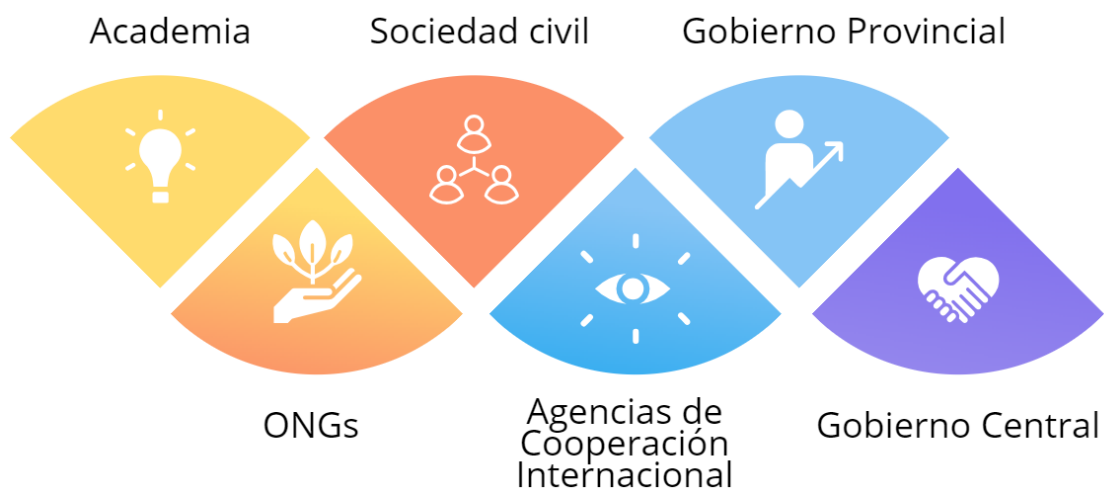 Academia
Sociedad civil
Gobierno Provincial
ONGs
Agencias de
Cooperación
Internacional
Gobierno Central